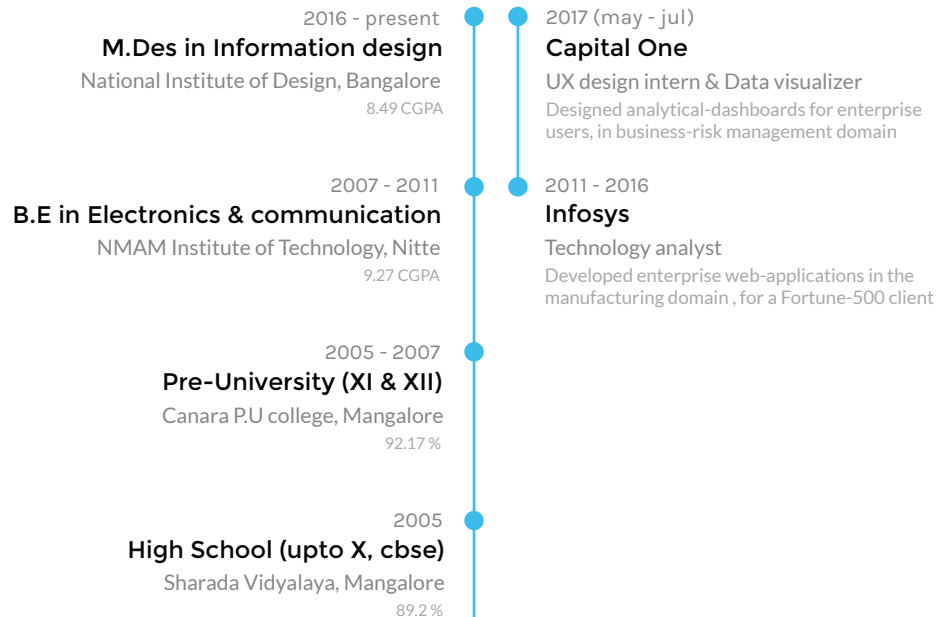 2016 - present
M.Des in Information design
National Institute of Design, Bangalore
8.49 CGPA
2007 - 2011
B.E in Electronics & communication
NMAM Institute of Technology, Nitte
9.27 CGPA
2005 - 2007
Pre-University (XI & XII)
Canara P.U college, Mangalore
92.17 %
2005
High School (upto X, cbse)
Sharada Vidyalaya, Mangalore
89.2 %
2017 (may - jul)
Capital One
UX design intern & Data visualizer
Designed analytical-dashboards for enterprise
users, in business-risk management domain
2011 - 2016
Infosys
Technology analyst
Developed enterprise web-applications in the
manufacturing domain , for a Fortune-500 client